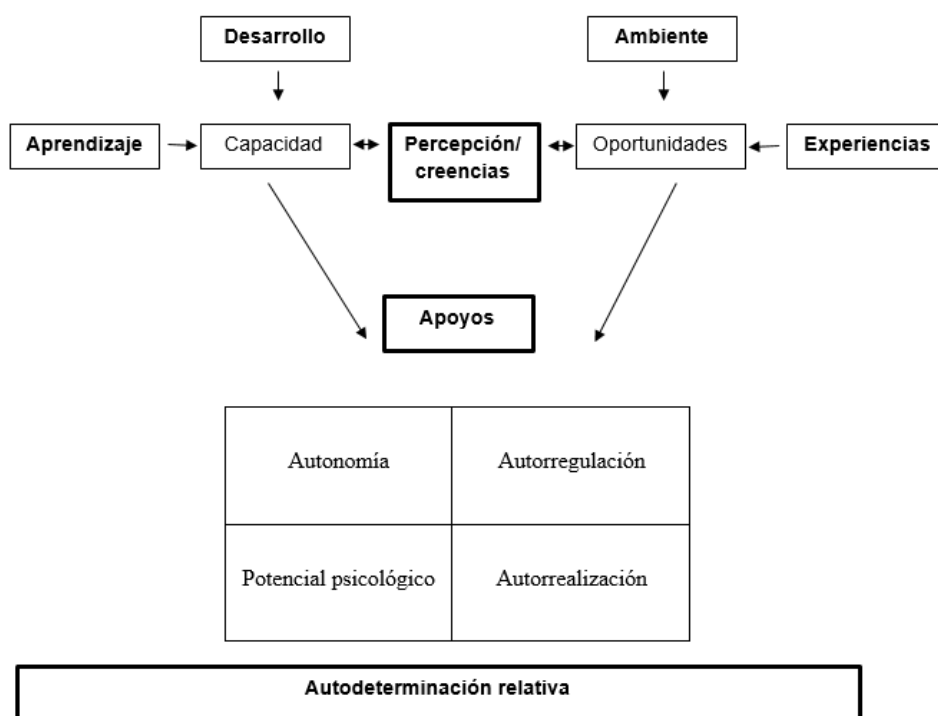 Desarrollo
Ambiente
Aprendizaje
Capacidad
Percepción/
creencias
Oportunidades
Experiencias
Apoyos
Autonomía
Autorregulación
Potencial psicológico
Autorrealización
Autodeterminación relativa